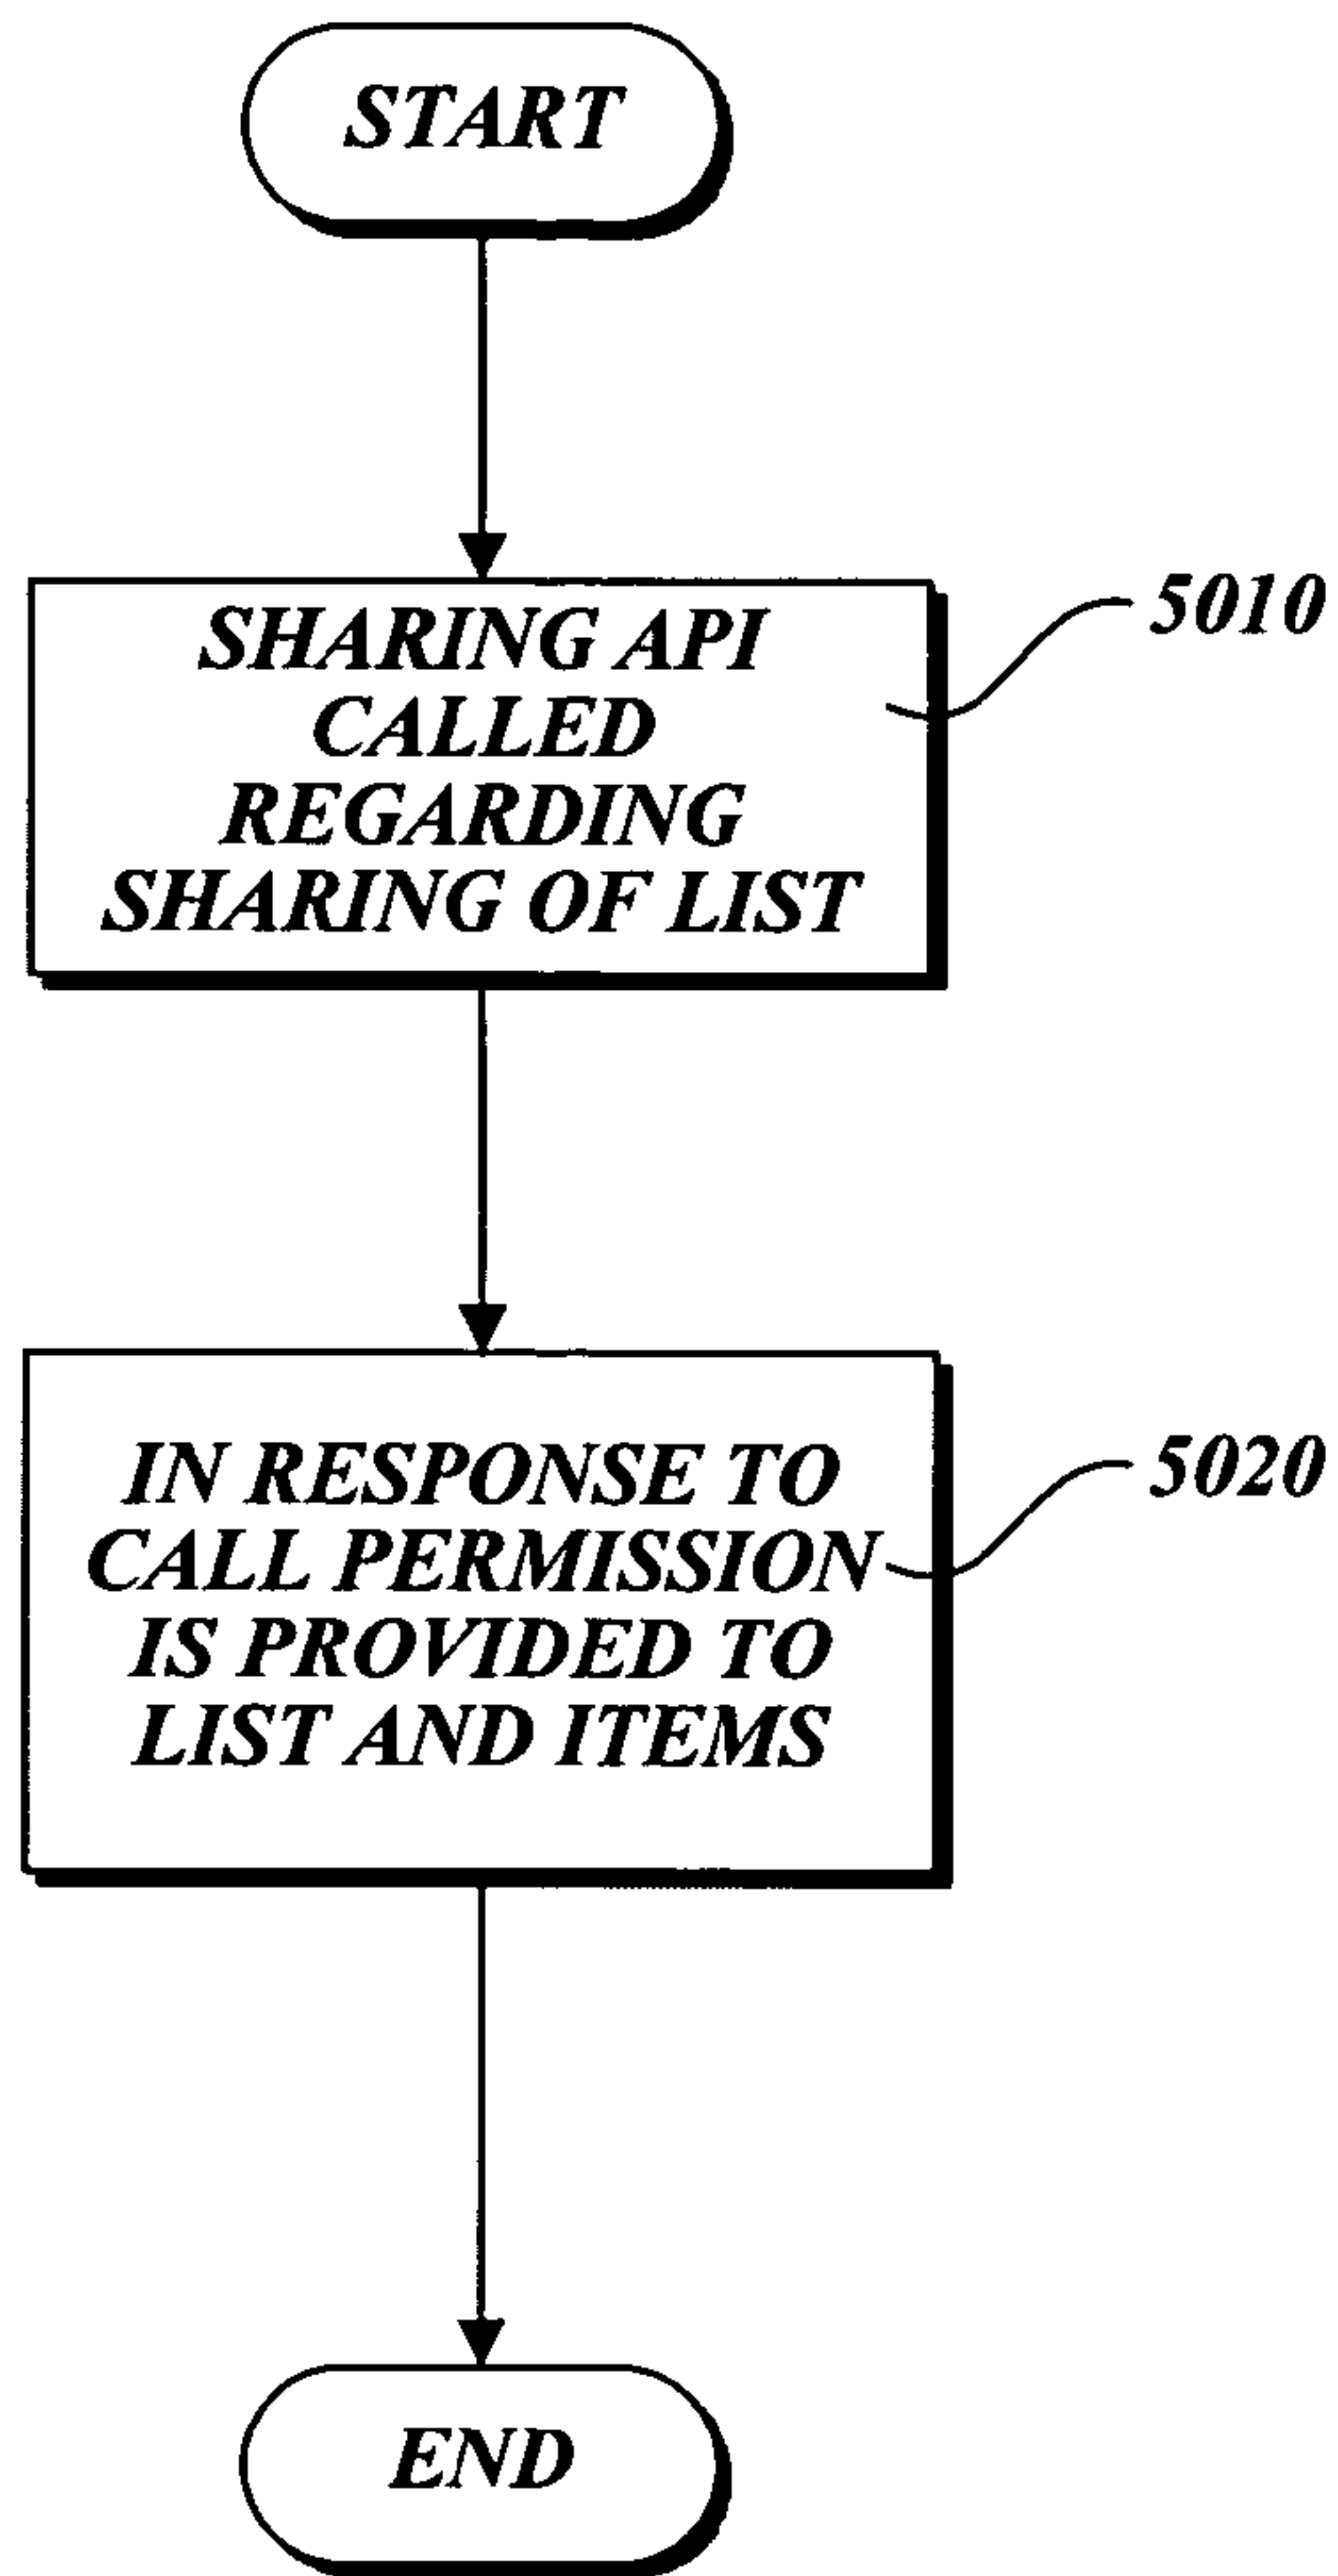 START
SHARING API
CALLED
REGARDING
SHARING OF LIST
5010
IN RESPONSE TO
CALL PERMISSION
IS PROVIDED TO
LIST AND ITEMS
5020
END